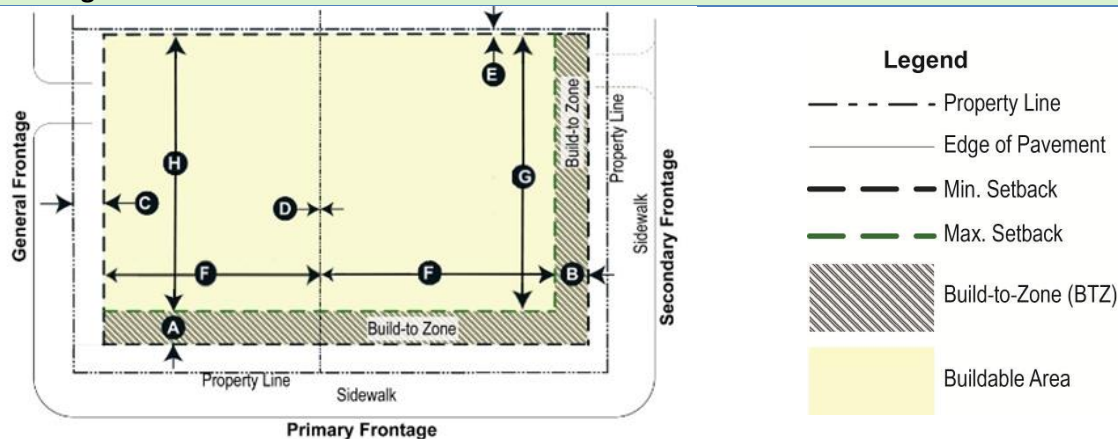 E
Build-to Zone
Property Line
H
G
General Frontage
C
D
Sidewalk
Secondary Frontage
F
F
B
A
Build-to Zone
Property Line
Sidewalk
Primary Frontage
Legend
Property Line
Edge of Pavement
Min. Setback
Max. Setback
Build-to-Zone (BTZ)
Buildable Area